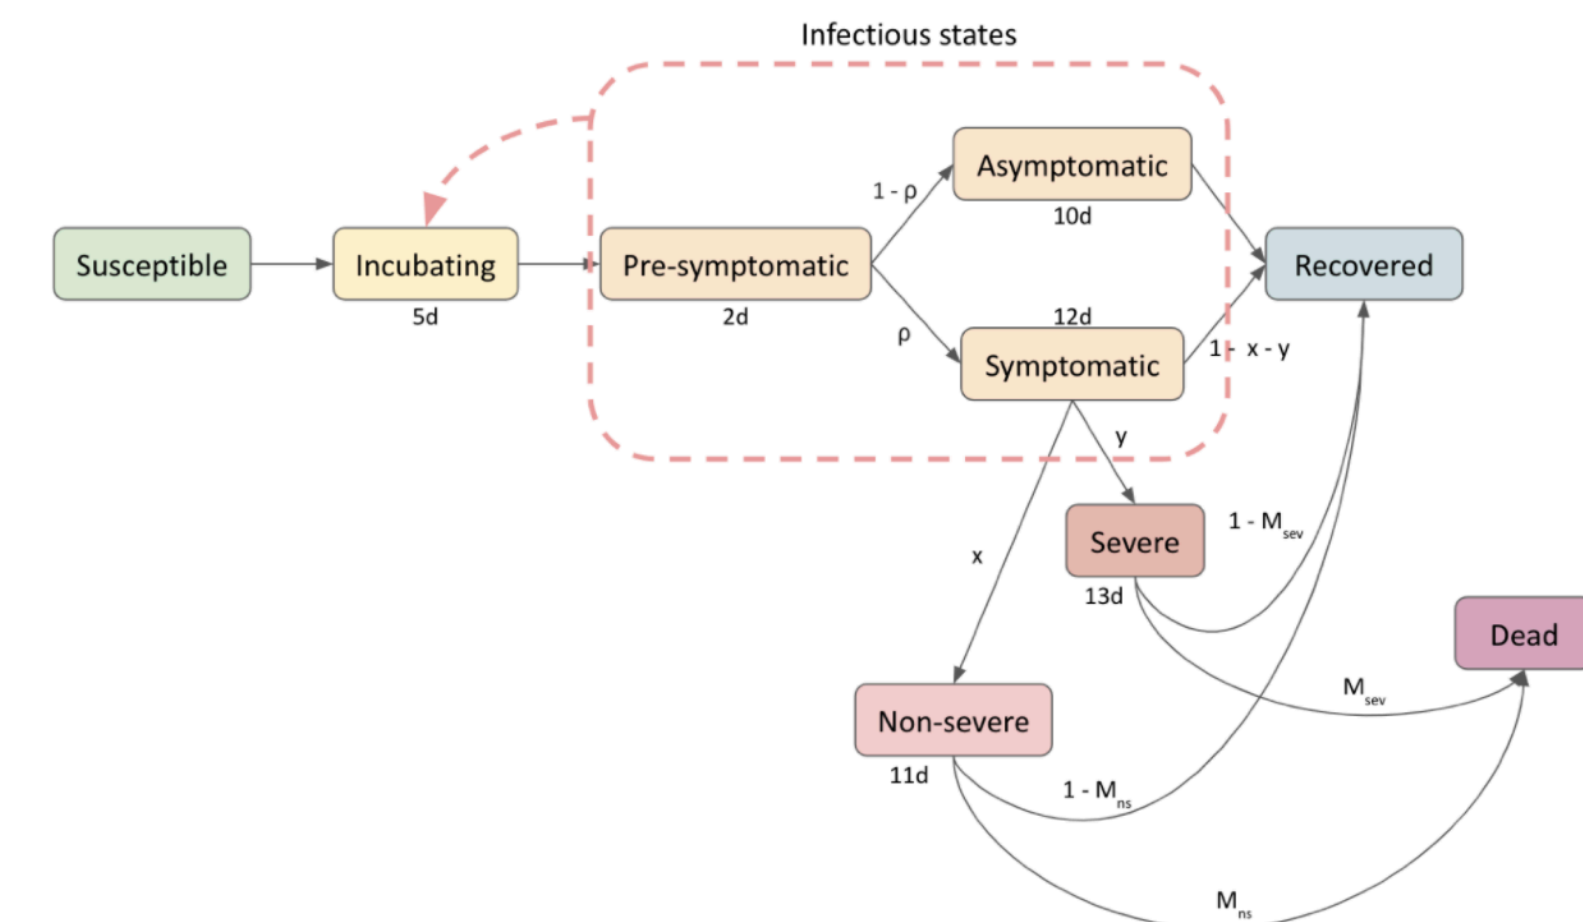 Infectious states
Asymptomatic
10d
1 - ρ
Susceptible
Incubating
5d
Pre-symptomatic
2d
Recovered
ρ
12d
Symptomatic
1 - x - y
y
x
Severe
13d
1 - Msev
Dead
Msev
Non-severe
11d
1 - Mns
Mns